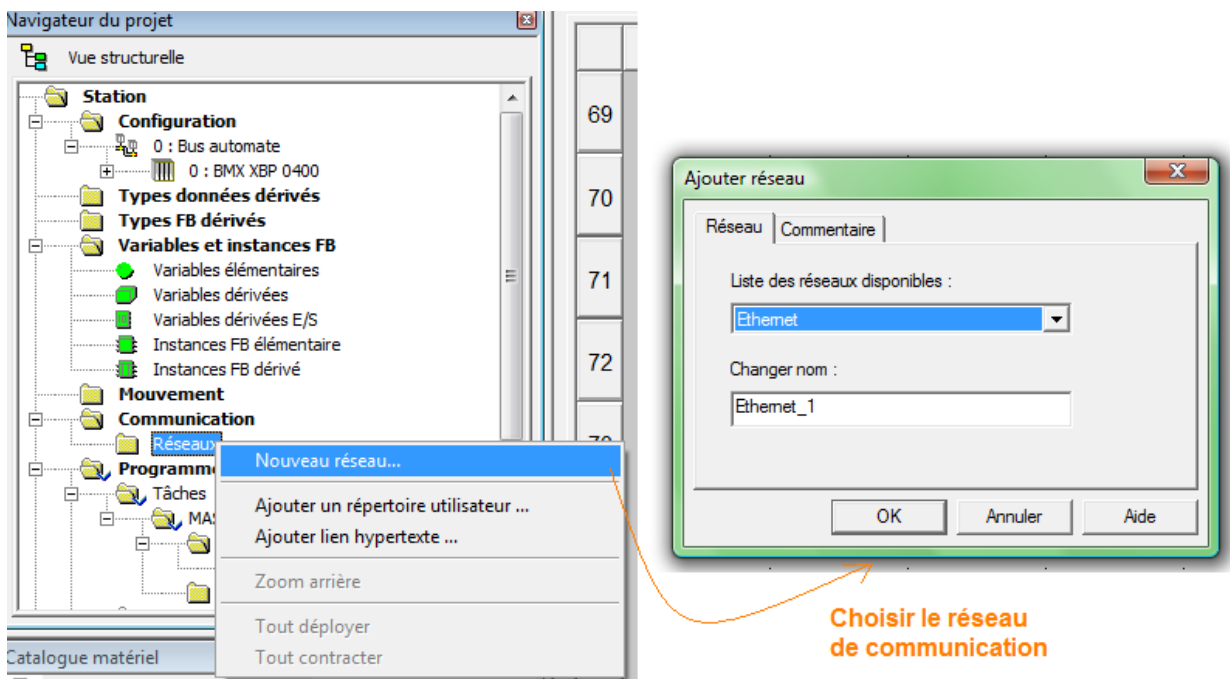 Navigateur du projet
Vue structurelle
Station
Configuration
0 : Bus automate
0 : BMX XBP 0400
Types données dérivés
Types FB dérivés
Variables et instances FB
Variables élémentaires
Variables dérivées
Variables dérivées E/S
Instances FB élémentaire
Instances FB dérivé
Mouvement
Communication
Réseaux
Programme
Tâches
MAS
Nouveau réseau...
Ajouter un répertoire utilisateur ...
Ajouter lien hypertexte ...
Zoom arrière
Tout déployer
Tout contracter
Catalogue matériel
69
70
71
72
Ajouter réseau
Réseau
Commentaire
Liste des réseaux disponibles :
Ethernet
Changer nom :
Ethernet_1
OK
Annuler
Aide
Choisir le réseau
de communication